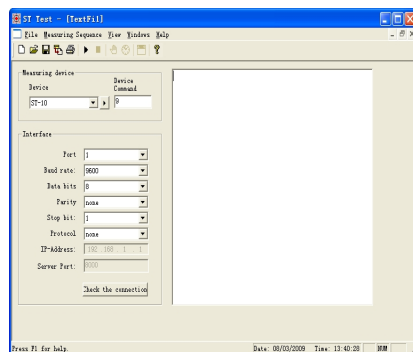 ST Test - [TextFil]
File Measuring Sequence View Windows Help
Measuring device
Device
Device Command
ST-10
9
Interface
Port 1
Baud rate: 9600
Data bits 8
Parity none
Stop bit: 1
Protocol none
IP-Address: 192 .168 . 1 . 1
Server Port: 8000
Check the connection
Press F1 for help.
Date: 08/03/2009 Time: 13:40:28 NUM